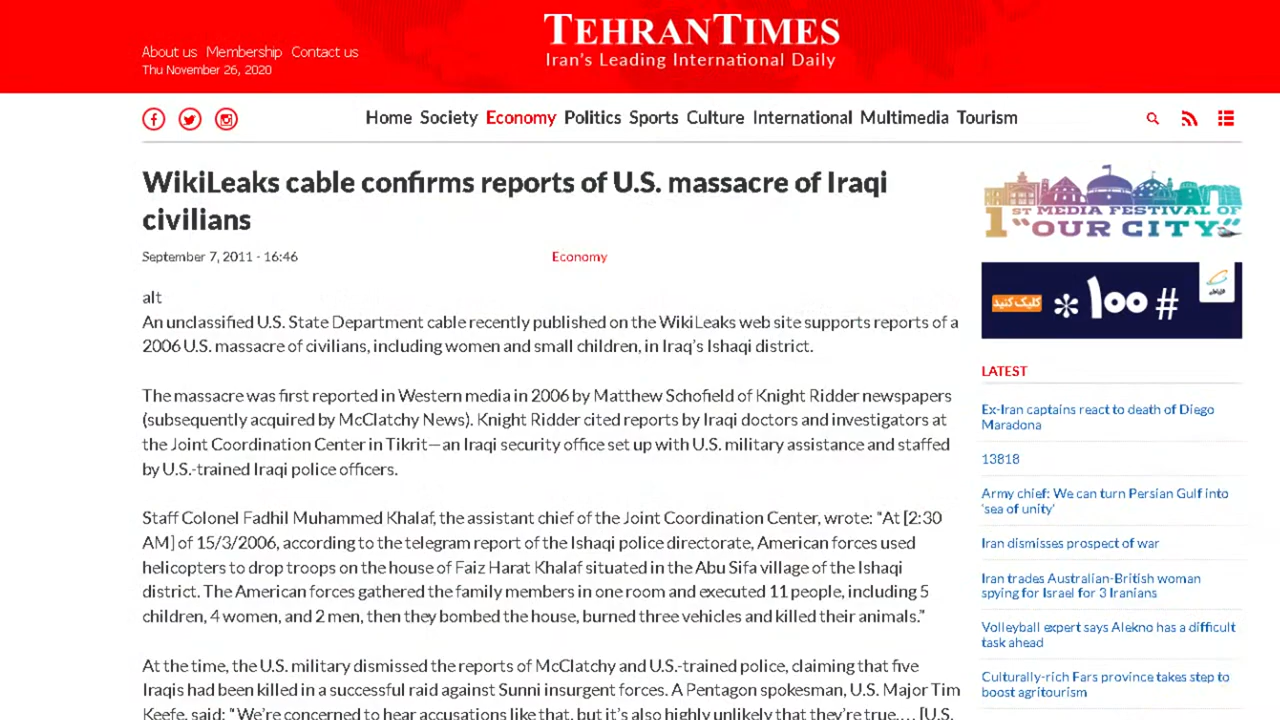 TEHRANTIMES
Iran's Leading International Daily
About us Membership Contact us
Thu November 26, 2020
Home Society Economy Politics Sports Culture International Multimedia Tourism
WikiLeaks cable confirms reports of U.S. massacre of Iraqi
civilians
September 7, 2011 - 16:46
Economy
alt
An unclassified U.S. State Department cable recently published on the WikiLeaks web site supports reports of a
2006 U.S. massacre of civilians, including women and small children, in Iraq's Ishaqi district.
The massacre was first reported in Western media in 2006 by Matthew Schofield of Knight Ridder newspapers
(subsequently acquired by McClatchy News). Knight Ridder cited reports by Iraqi doctors and investigators at
the Joint Coordination Center in Tikrit—an Iraqi security office set up with U.S. military assistance and staffed
by U.S.-trained Iraqi police officers.
Staff Colonel Fadhil Muhammed Khalaf, the assistant chief of the Joint Coordination Center, wrote: "At [2:30
AM] of 15/3/2006, according to the telegram report of the Ishaqi police directorate, American forces used
helicopters to drop troops on the house of Faiz Harat Khalaf situated in the Abu Sifa village of the Ishaqi
district. The American forces gathered the family members in one room and executed 11 people, including 5
children, 4 women, and 2 men, then they bombed the house, burned three vehicles and killed their animals."
At the time, the U.S. military dismissed the reports of McClatchy and U.S.-trained police, claiming that five
Iraqis had been killed in a successful raid against Sunni insurgent forces. A Pentagon spokesman, U.S. Major Tim
Keefe, said: "We're concerned to hear accusations like that, but it's also highly unlikely that they're true.... [U.S.
1ST MEDIA FESTIVAL OF
"OUR CITY"
کلیک کنید
* ۱۰۰ #
LATEST
Ex-Iran captains react to death of Diego
Maradona
13818
Army chief: We can turn Persian Gulf into
'sea of unity'
Iran dismisses prospect of war
Iran trades Australian-British woman
spying for Israel for 3 Iranians
Volleyball expert says Alekno has a difficult
task ahead
Culturally-rich Fars province takes step to
boost agritourism